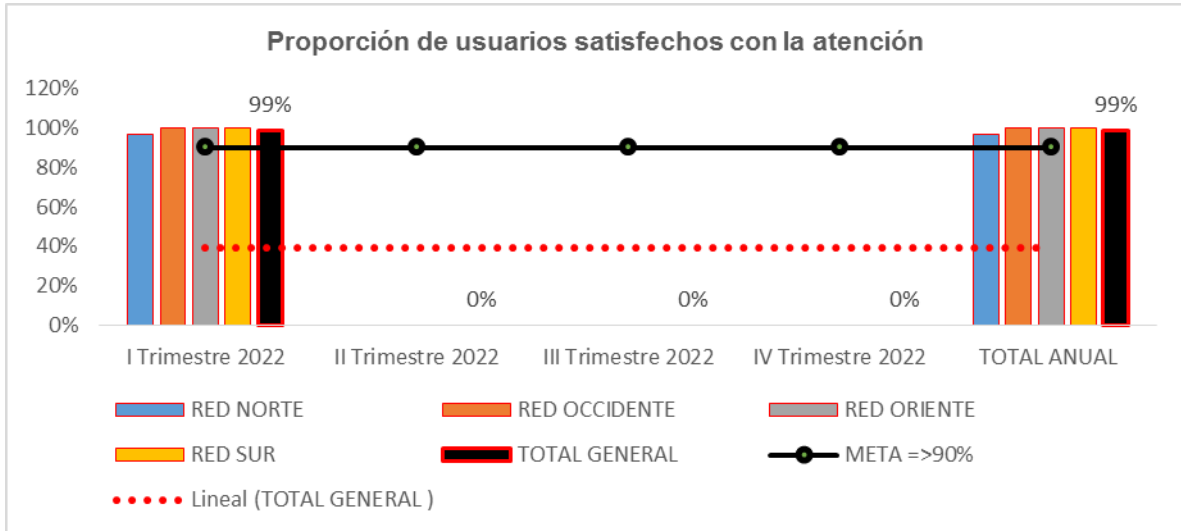 Proporción de usuarios satisfechos con la atención
120%
100%
80%
60%
40%
20%
0%
99%
0%
0%
0%
99%
I Trimestre 2022
II Trimestre 2022
III Trimestre 2022
IV Trimestre 2022
TOTAL ANUAL
RED NORTE
RED OCCIDENTE
RED ORIENTE
RED SUR
TOTAL GENERAL
META =>90%
Lineal (TOTAL GENERAL )